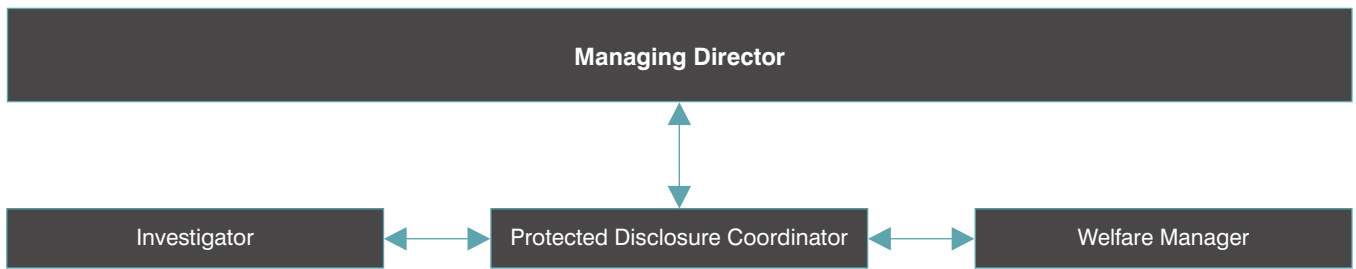 Managing Director
Investigator
Protected Disclosure Coordinator
Welfare Manager